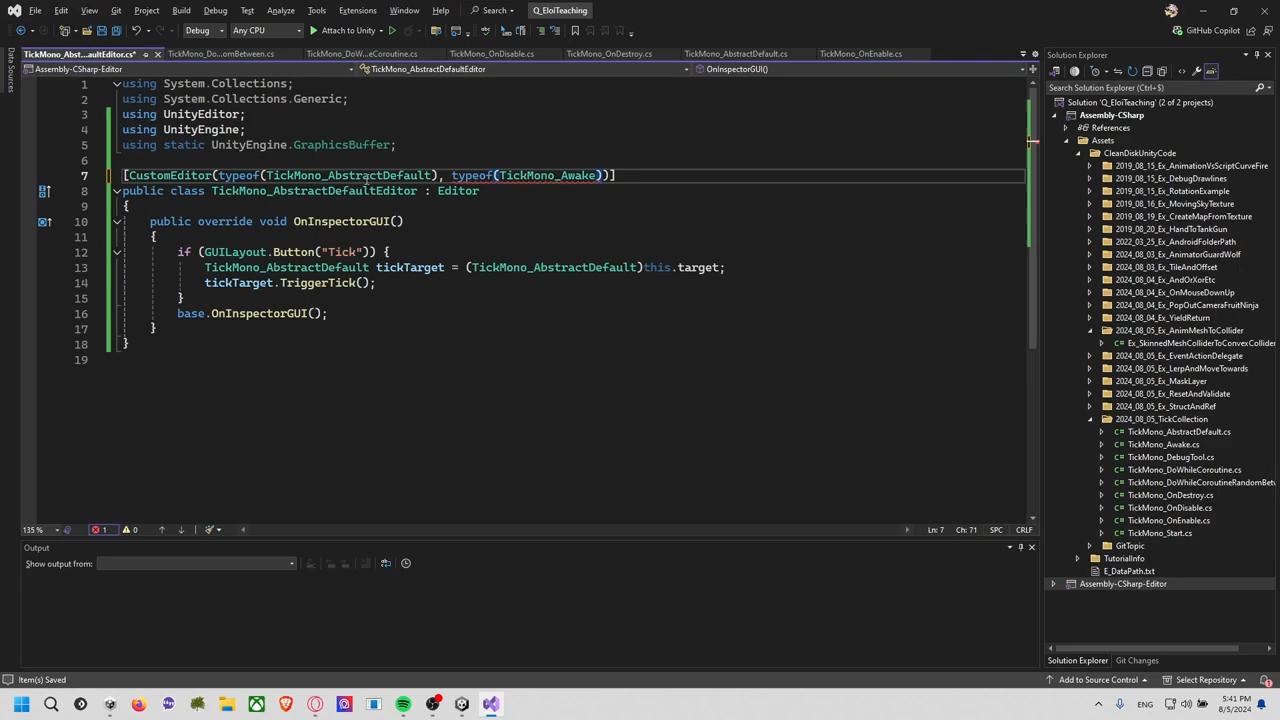 File Edit View Git Project Build Debug Test Analyze Tools Extensions Window Help Search Q_EloiTeaching
Debug Any CPU Attach to Unity GitHub Copilot
TickMono_Abst...aultEditor.cs* TickMono_Do...omBetween.cs TickMono_DoW...eCoroutine.cs TickMono_OnDisable.cs TickMono_OnDestroy.cs TickMono_AbstractDefault.cs TickMono_OnEnable.cs
Assembly-CSharp-Editor TickMono_AbstractDefaultEditor OnInspectorGUI()
Data Sources
1 using System.Collections;
2 using System.Collections.Generic;
3 using UnityEditor;
4 using UnityEngine;
5 using static UnityEngine.GraphicsBuffer;
6
7 [CustomEditor(typeof(TickMono_AbstractDefault), typeof(TickMono_Awake))]
8 public class TickMono_AbstractDefaultEditor : Editor
9 {
10 public override void OnInspectorGUI()
11 {
12 if (GUILayout.Button("Tick")) {
13 TickMono_AbstractDefault tickTarget = (TickMono_AbstractDefault)this.target;
14 tickTarget.TriggerTick();
15 }
16 base.OnInspectorGUI();
17 }
18 }
19
135 % 1 0 Ln: 7 Ch: 71 SPC CRLF
Output
Show output from:
Solution Explorer
Search Solution Explorer (Ctrl+$)
Solution 'Q_EloiTeaching' (2 of 2 projects)
Assembly-CSharp
References
Assets
CleanDiskUnityCode
2019_08_15_Ex_AnimationVsScriptCurveFire
2019_08_15_Ex_DebugDrawlines
2019_08_15_Ex_RotationExample
2019_08_15_Ex_MovingSkyTexture
2019_08_16_Ex_CreateMapFromTexture
2019_08_04_Ex_HandToTankGun
2022_03_25_Ex_AndroidFolderPath
2024_08_03_Ex_AnimatorGuardWolf
2024_08_03_Ex_TileAndOffset
2024_08_04_Ex_AndOrXorEtc
2024_08_04_Ex_OnMouseDownUp
2024_08_04_Ex_PopOutCameraFruitNinja
2024_08_04_Ex_YieldReturn
2024_08_05_Ex_AnimMeshToCollider
Ex_SkinnedMeshColliderToConvexCollider
2024_08_05_Ex_EventActionDelegate
2024_08_05_Ex_LerpAndMoveTowards
2024_08_05_Ex_MaskLayer
2024_08_05_Ex_ResetAndValidate
2024_08_05_Ex_StructAndRef
2024_08_05_TickCollection
TickMono_AbstractDefault.cs
TickMono_Awake.cs
TickMono_DebugTool.cs
TickMono_DoWhileCoroutine.cs
TickMono_DoWhileCoroutineRandomBetw
TickMono_OnDestroy.cs
TickMono_OnDisable.cs
TickMono_OnEnable.cs
TickMono_Start.cs
GitTopic
TutorialInfo
E_DataPath.txt
Assembly-CSharp-Editor
Solution Explorer Git Changes
Item(s) Saved Add to Source Control Select Repository
ENG 5:41 PM
8/5/2024